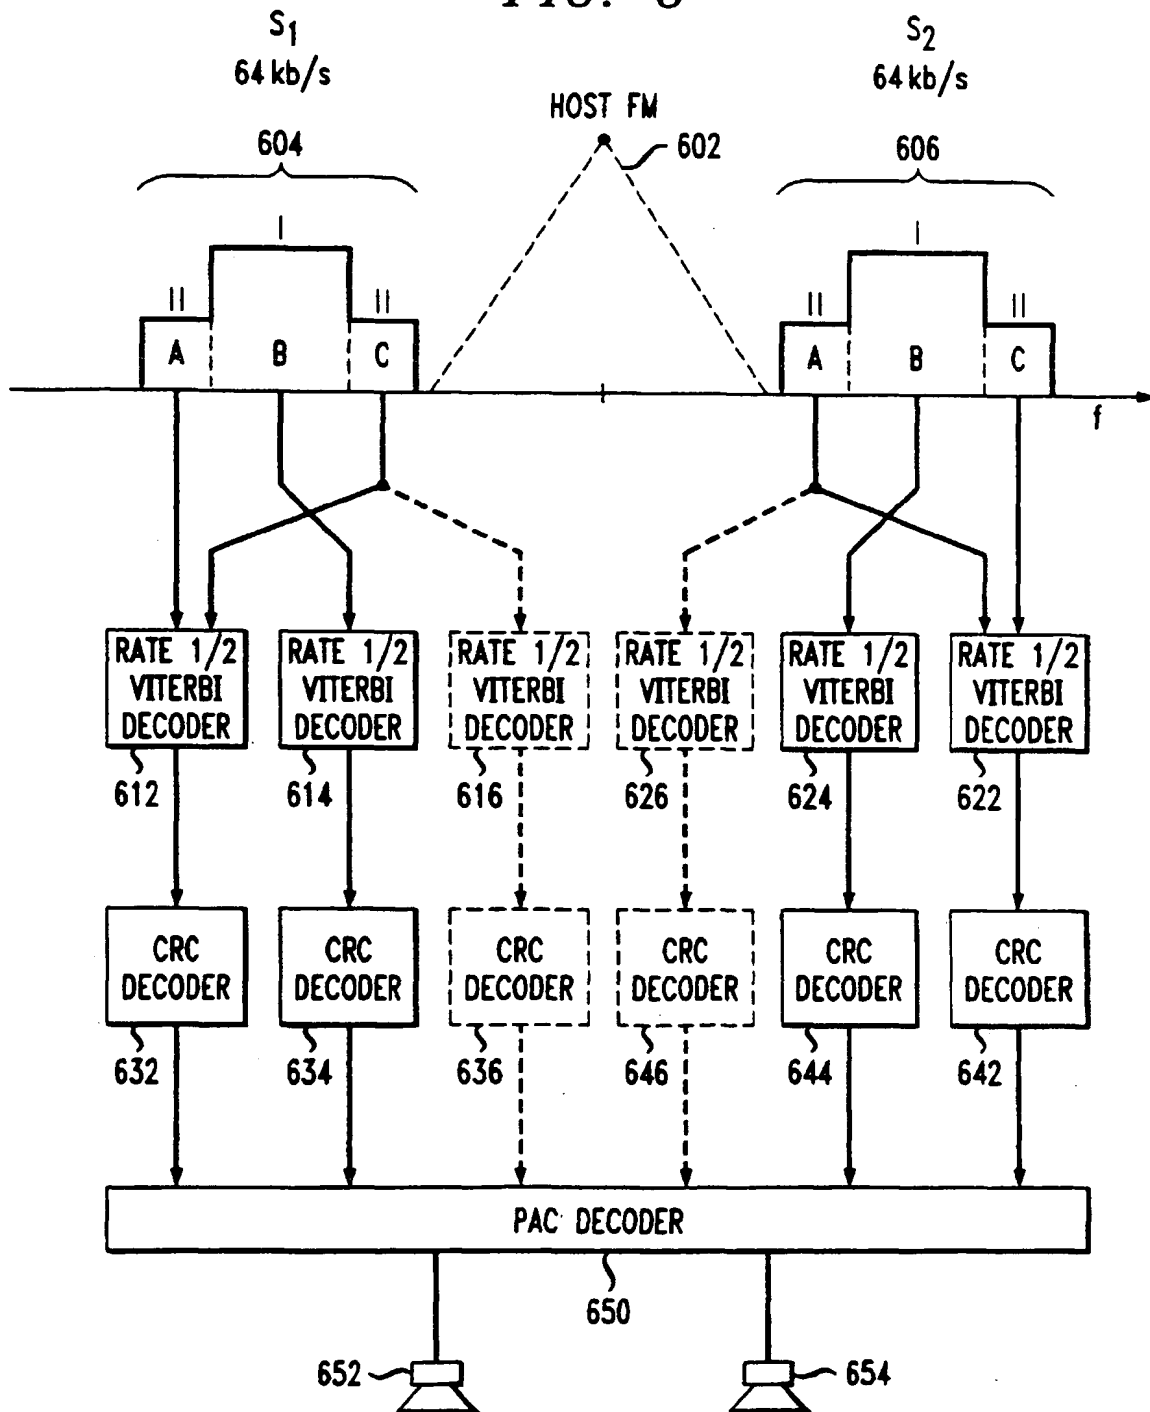 FIG. 6
S1
64 kb/s
S2
64 kb/s
HOST FM
602
604
606
I
I
II
II
II
II
A
B
C
A
B
C
f
RATE 1/2
VITERBI
DECODER
RATE 1/2
VITERBI
DECODER
RATE 1/2
VITERBI
DECODER
RATE 1/2
VITERBI
DECODER
RATE 1/2
VITERBI
DECODER
RATE 1/2
VITERBI
DECODER
612
614
616
626
624
622
CRC
DECODER
CRC
DECODER
CRC
DECODER
CRC
DECODER
CRC
DECODER
CRC
DECODER
632
634
636
646
644
642
PAC DECODER
650
652
654